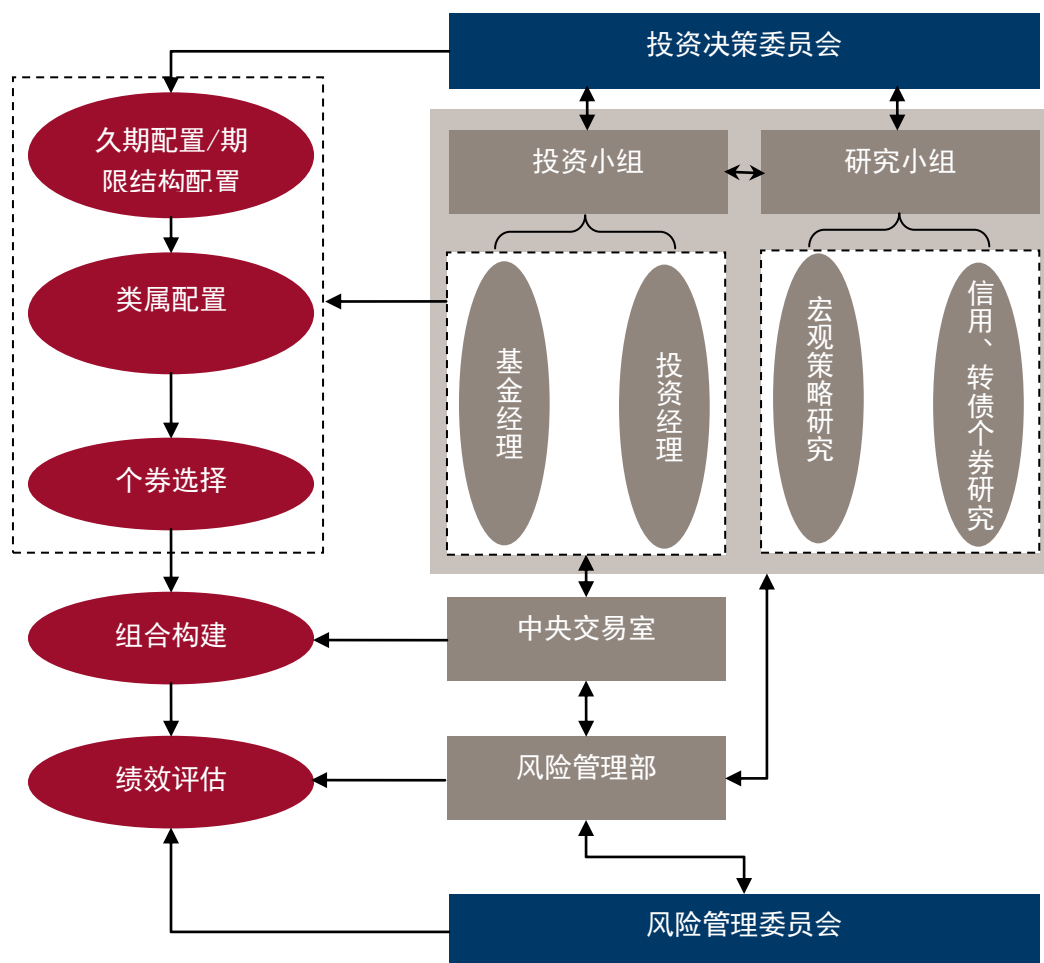 投资决策委员会
久期配置/期
限结构配置
投资小组
研究小组
类属配置
基金经理
投资经理
宏观策略研究
信用、转债个券研究
个券选择
组合构建
中央交易室
绩效评估
风险管理部
风险管理委员会